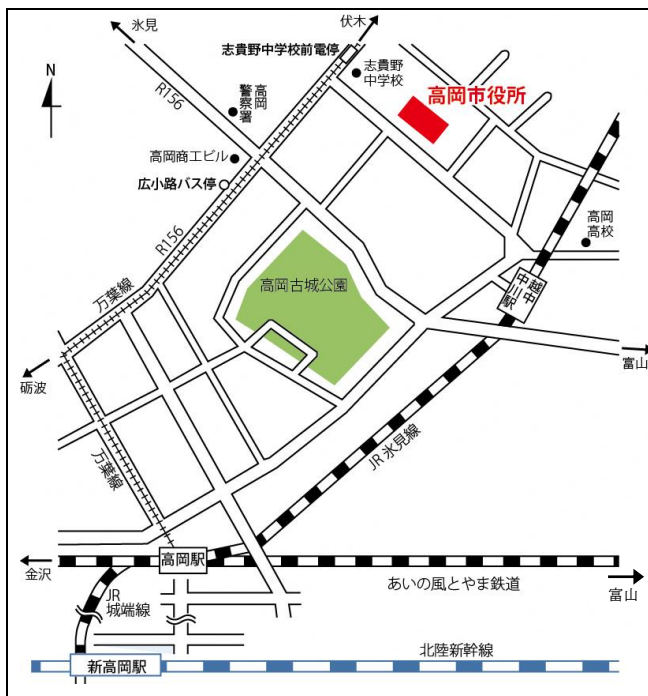 氷見
伏木
志貴野中学校前電停
志貴野
中学校
N
R156
高岡
警察署
高岡市役所
高岡商工ビル
広小路バス停
R156
高岡
高校
高岡古城公園
越中
中川駅
万葉線
富山
砺波
万葉線
JR氷見線
高岡駅
金沢
あいの風とやま鉄道
富山
JR
城端線
北陸新幹線
新高岡駅